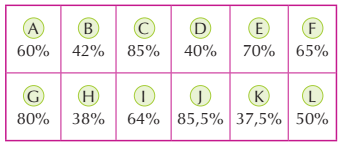 A B C D E F
60% 42% 85% 40% 70% 65%
G H I J K L
80% 38% 64% 85,5% 37,5% 50%